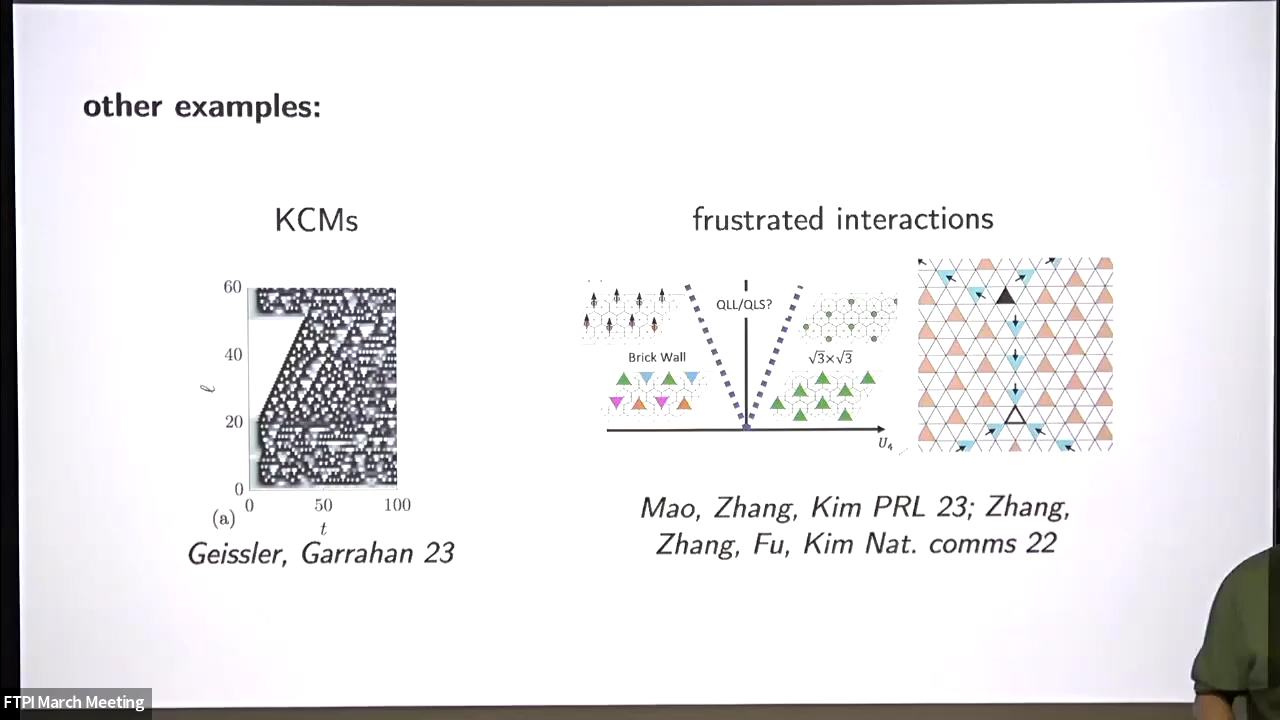 other examples:
KCMs
frustrated interactions
60
40
20
0
ℓ
0 50 100
(a)
t
QLL/QLS?
Brick Wall
√3×√3
U₄
Geissler, Garrahan 23
Mao, Zhang, Kim PRL 23; Zhang,
Zhang, Fu, Kim Nat. comms 22
FTPI March Meeting